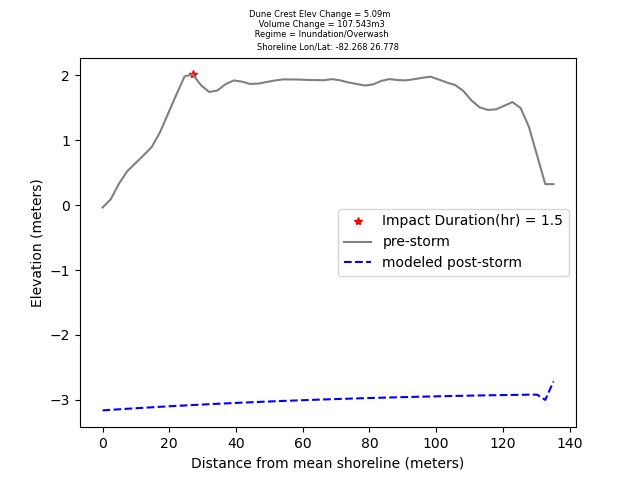 Dune Crest Elev Change = 5.09m
Volume Change = 107.543m3
Regime = Inundation/Overwash
Shoreline Lon/Lat: -82.268 26.778
2
1
0
−1
−2
−3
Elevation (meters)
Impact Duration(hr) = 1.5
pre-storm
modeled post-storm
0 20 40 60 80 100 120 140
Distance from mean shoreline (meters)